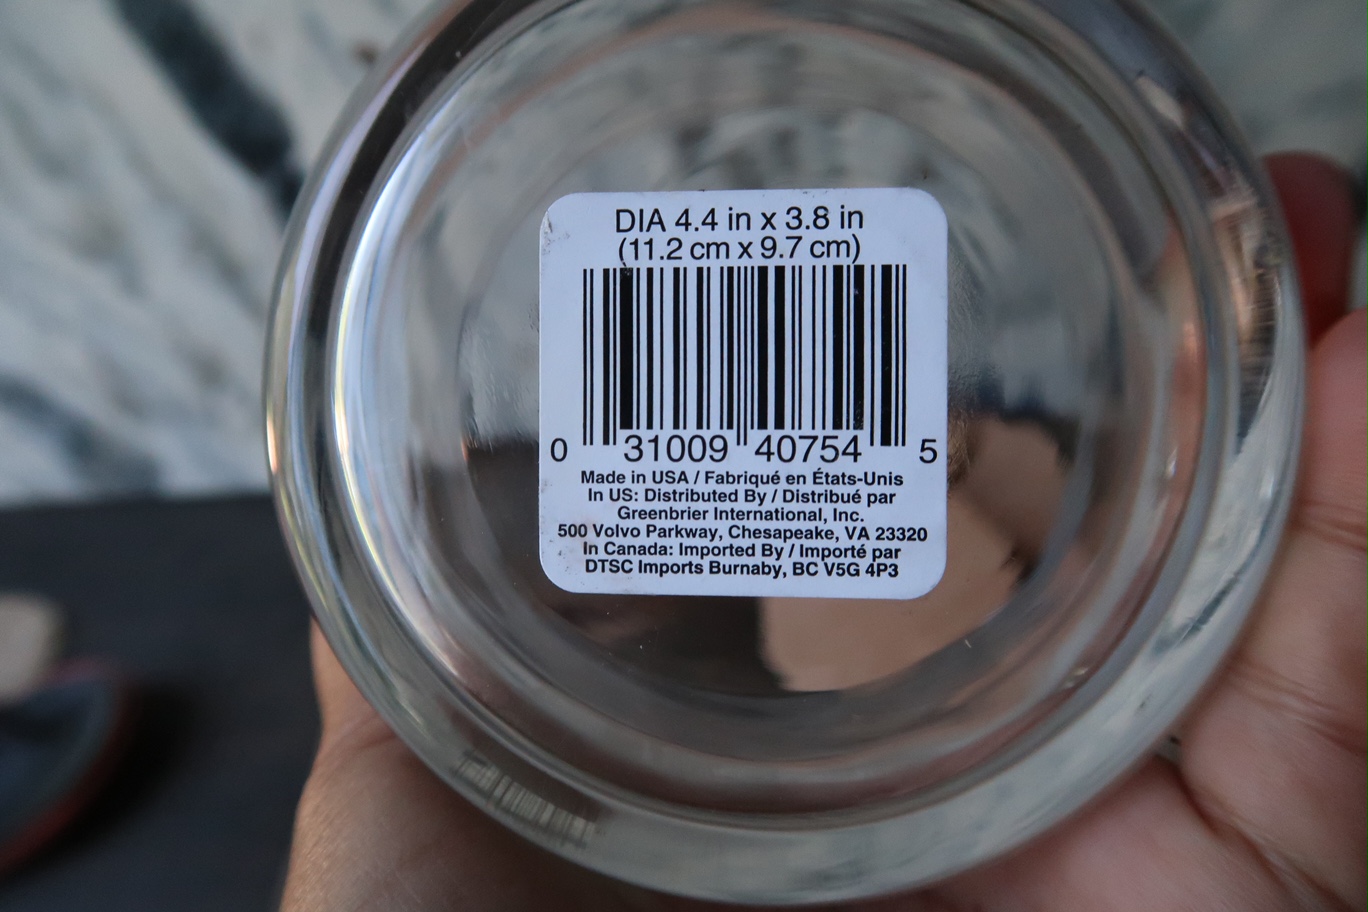 DIA 4.4 in x 3.8 in
(11.2 cm x 9.7 cm)
0 31009 40754 5
Made in USA / Fabriqué en États-Unis
In US: Distributed By / Distribué par
Greenbrier International, Inc.
500 Volvo Parkway, Chesapeake, VA 23320
In Canada: Imported By / Importé par
DTSC Imports Burnaby, BC V5G 4P3